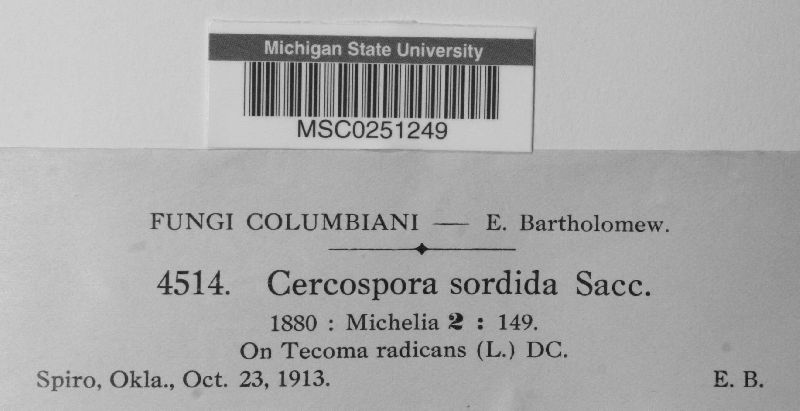 Michigan State University
MSC0251249
FUNGI COLUMBIANI — E. Bartholomew.
4514. Cercospora sordida Sacc.
1880 : Michelia 2 : 149.
On Tecoma radicans (L.) DC.
Spiro, Okla., Oct. 23, 1913. E. B.